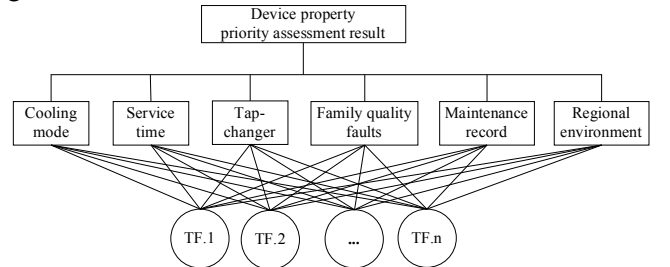 Device property
priority assessment result
Cooling
mode
Service
time
Tap-
changer
Family quality
faults
Maintenance
record
Regional
environment
TF.1
TF.2
...
TF.n